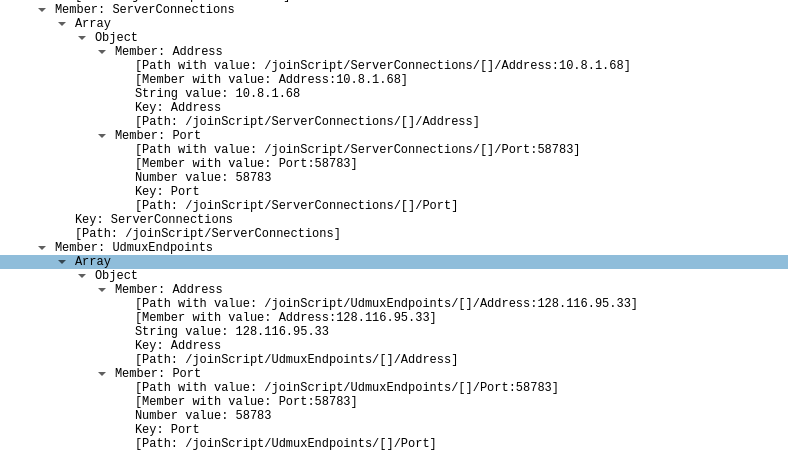 Member: ServerConnections
Array
Object
Member: Address
[Path with value: /joinScript/ServerConnections/[]/Address:10.8.1.68]
[Member with value: Address:10.8.1.68]
String value: 10.8.1.68
Key: Address
[Path: /joinScript/ServerConnections/[]/Address]
Member: Port
[Path with value: /joinScript/ServerConnections/[]/Port:58783]
[Member with value: Port:58783]
Number value: 58783
Key: Port
[Path: /joinScript/ServerConnections/[]/Port]
Key: ServerConnections
[Path: /joinScript/ServerConnections]
Member: UdmuxEndpoints
Array
Object
Member: Address
[Path with value: /joinScript/UdmuxEndpoints/[]/Address:128.116.95.33]
[Member with value: Address:128.116.95.33]
String value: 128.116.95.33
Key: Address
[Path: /joinScript/UdmuxEndpoints/[]/Address]
Member: Port
[Path with value: /joinScript/UdmuxEndpoints/[]/Port:58783]
[Member with value: Port:58783]
Number value: 58783
Key: Port
[Path: /joinScript/UdmuxEndpoints/[]/Port]